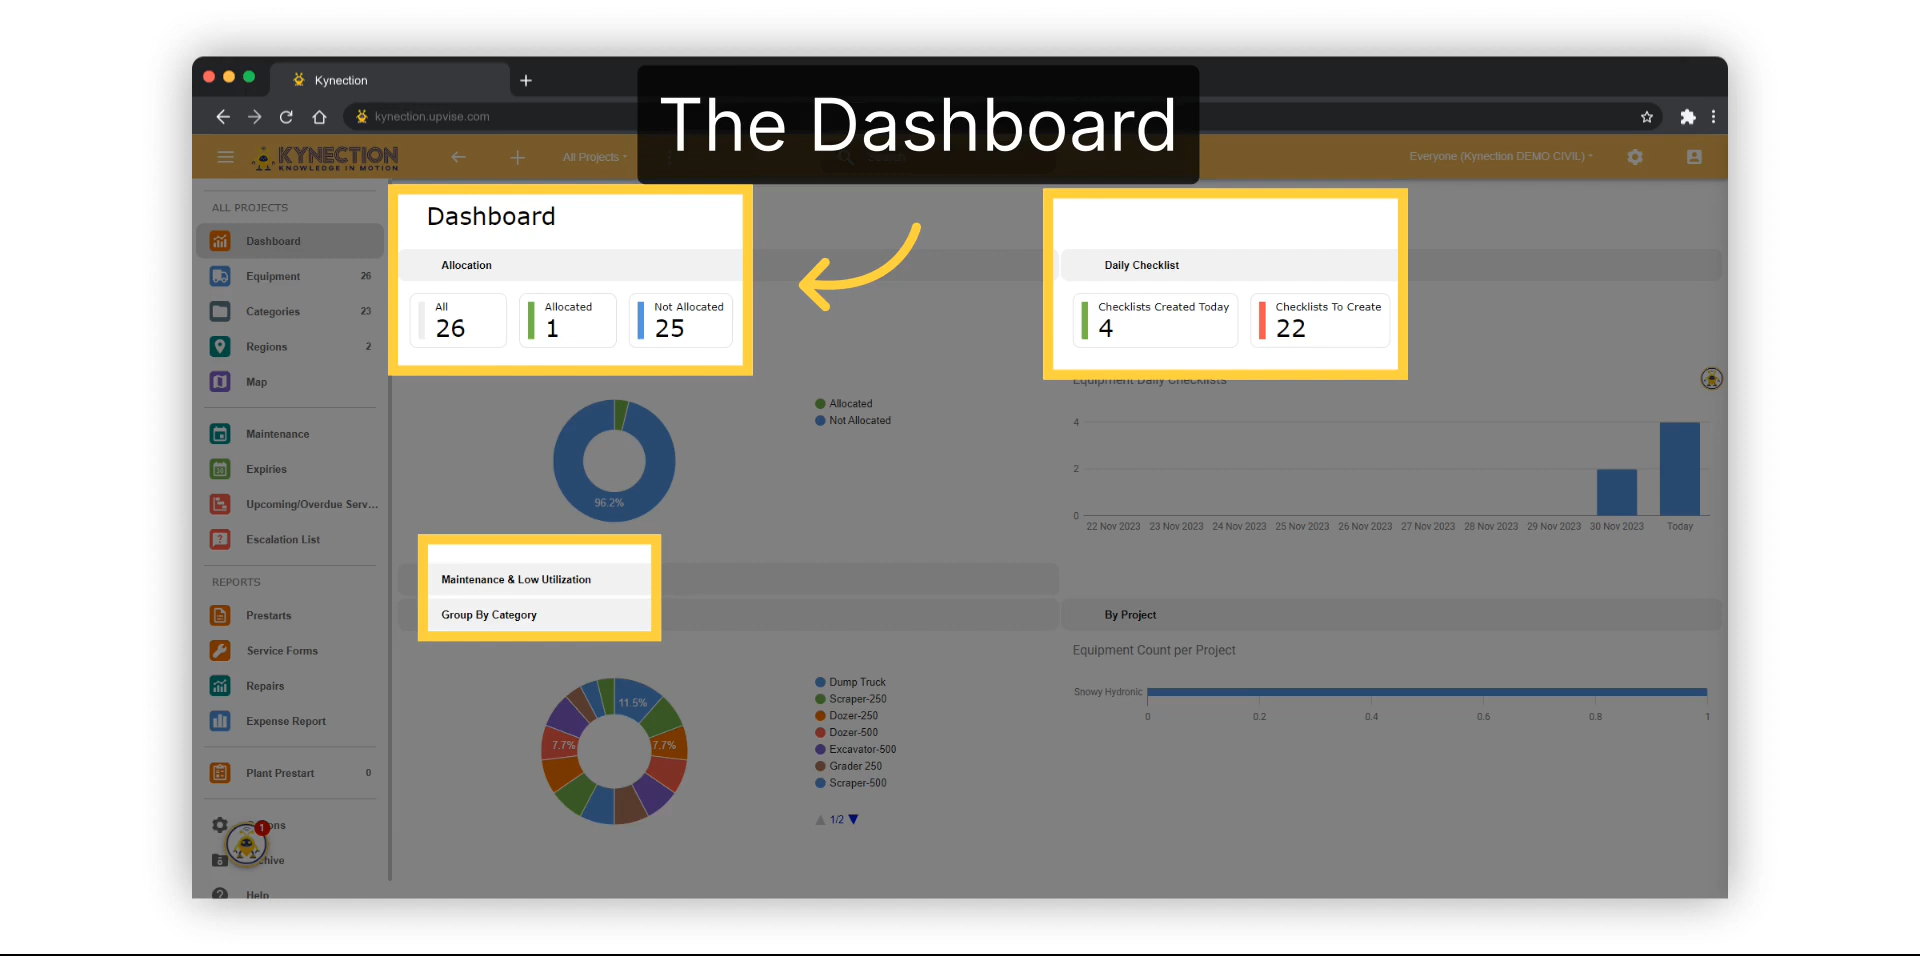 Kynection
The Dashboard
kynection.upvise.com
KYNECTION
KNOWLEDGE IN MOTION
All Projects
Everyone (Kynection DEMO CIVIL)
ALL PROJECTS
Dashboard
Equipment 26
Categories 23
Regions 2
Map
Maintenance
Expiries
Upcoming/Overdue Serv...
Escalation List
REPORTS
Prestarts
Service Forms
Repairs
Expense Report
Plant Prestart 0
1
Help
Dashboard
Allocation
All
26
Allocated
1
Not Allocated
25
Allocated
Not Allocated
96.2%
Daily Checklist
Checklists Created Today
4
Checklists To Create
22
Equipment Daily Checklists
4
2
0
22 Nov 2023 23 Nov 2023 24 Nov 2023 25 Nov 2023 26 Nov 2023 27 Nov 2023 28 Nov 2023 29 Nov 2023 30 Nov 2023 Today
Maintenance & Low Utilization
Group By Category
11.5%
7.7%
7.7%
Dump Truck
Scraper-250
Dozer-250
Dozer-500
Excavator-500
Grader 250
Scraper-500
1/2
By Project
Equipment Count per Project
Snowy Hydronic
0 0.2 0.4 0.6 0.8 1